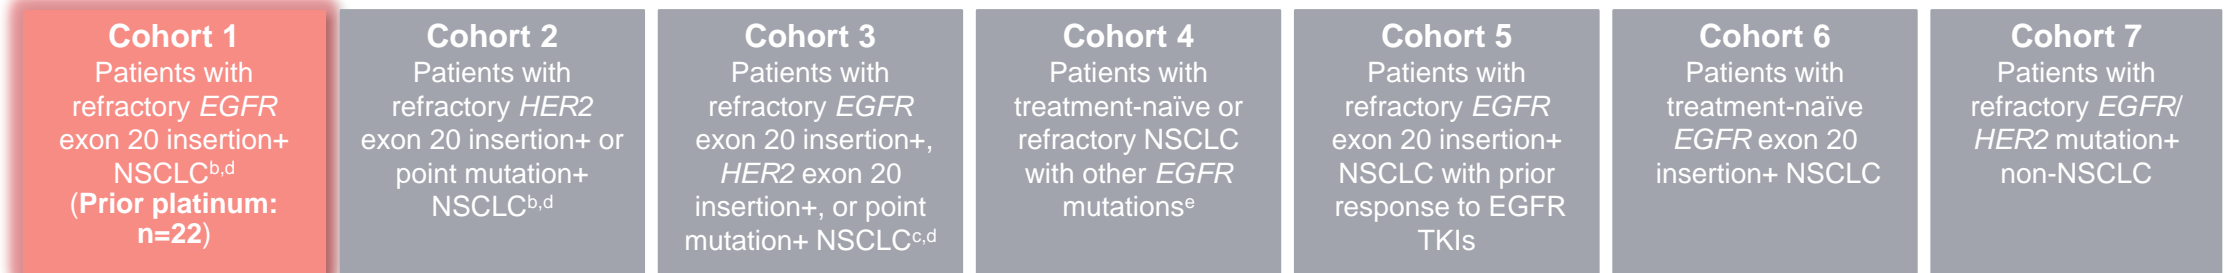 Cohort 1
Patients with
refractory EGFR
exon 20 insertion+
NSCLCb,d
(Prior platinum:
n=22)
Cohort 2
Patients with
refractory HER2
exon 20 insertion+ or
point mutation+
NSCLCb,d
Cohort 3
Patients with
refractory EGFR
exon 20 insertion+,
HER2 exon 20
insertion+, or point
mutation+ NSCLCc,d
Cohort 4
Patients with
treatment-naïve or
refractory NSCLC
with other EGFR
mutationse
Cohort 5
Patients with
refractory EGFR
exon 20 insertion+
NSCLC with prior
response to EGFR
TKIs
Cohort 6
Patients with
treatment-naïve
EGFR exon 20
insertion+ NSCLC
Cohort 7
Patients with
refractory EGFR/
HER2 mutation+
non-NSCLC